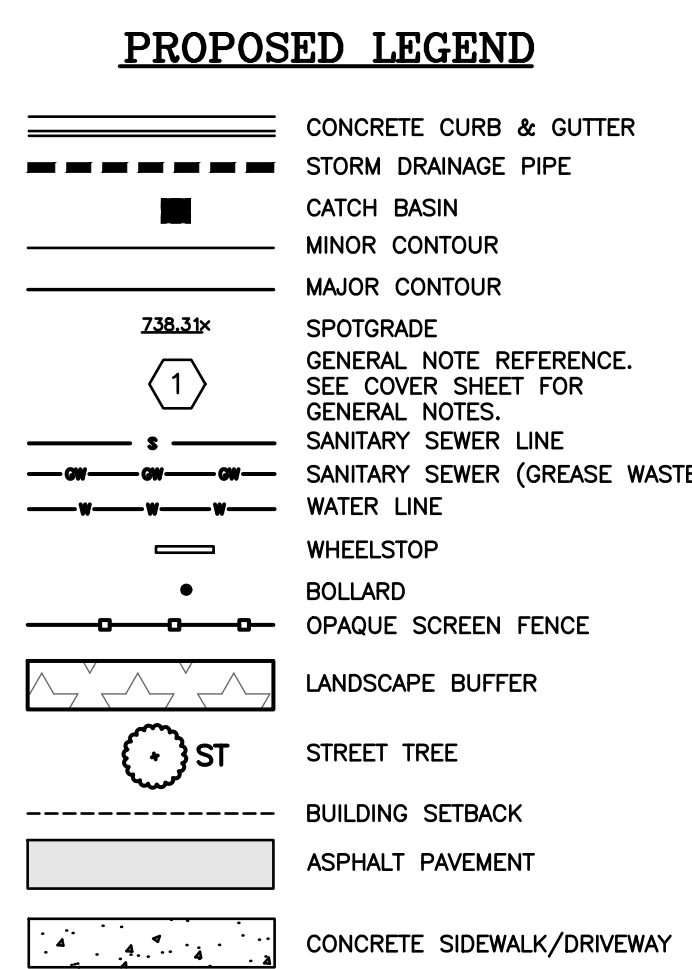 PROPOSED LEGEND
CONCRETE CURB & GUTTER
STORM DRAINAGE PIPE
CATCH BASIN
MINOR CONTOUR
MAJOR CONTOUR
738.31x SPOTGRADE
GENERAL NOTE REFERENCE.
1 SEE COVER SHEET FOR
GENERAL NOTES.
S SANITARY SEWER LINE
GW GW GW SANITARY SEWER (GREASE WASTE
W W W WATER LINE
WHEELSTOP
BOLLARD
OPAQUE SCREEN FENCE
LANDSCAPE BUFFER
ST STREET TREE
BUILDING SETBACK
ASPHALT PAVEMENT
CONCRETE SIDEWALK/DRIVEWAY